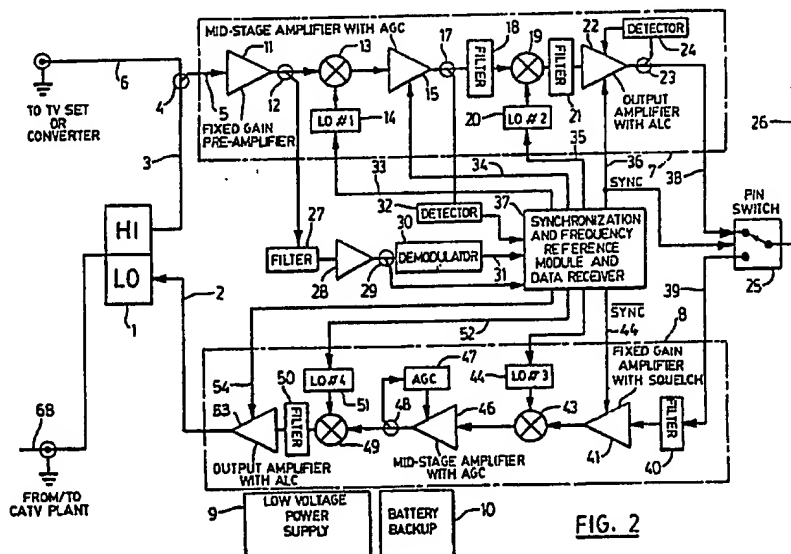 MID-STAGE AMPLIFIER WITH AGC
17
18
FILTER
22
DETECTOR
11
13
19
24
6
4
5
12
15
21
FILTER
23
TO TV SET
OR
CONVERTER
FIXED GAIN
PRE-AMPLIFIER
LO #1
14
20
LO #2
OUTPUT
AMPLIFIER
WITH ALC
26
3
35
36
7
38
33
34
SYNC
HI
LO
1
2
27
FILTER
28
29
30
DEMODULATOR
31
32
DETECTOR
37
SYNCHRONIZATION
AND FREQUENCY
REFERENCE
MODULE AND
DATA RECEIVER
PIN
SWITCH
25
39
SYNC
44
8
52
54
50
FILTER
LO #4
51
47
AGC
44
LO #3
FIXED GAIN
AMPLIFIER
WITH SQUELCH
53
48
46
43
49
41
FILTER
40
68
OUTPUT AMPLIFIER
WITH ALC
MID-STAGE AMPLIFIER
WITH AGC
FROM/TO
CATV PLANT
9
LOW VOLTAGE
POWER
SUPPLY
BATTERY
BACKUP
10
FIG. 2